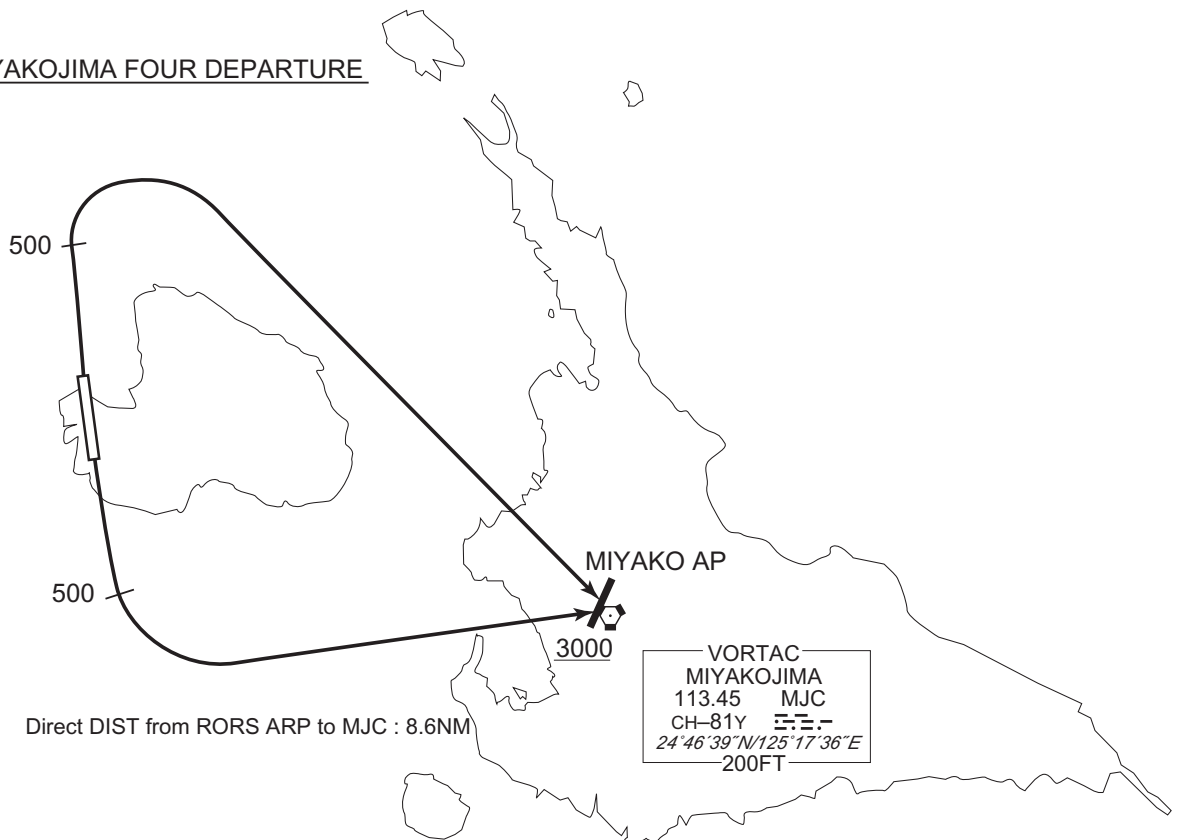 YAKOJIMA FOUR DEPARTURE
500
500
MIYAKO AP
3000
VORTAC
MIYAKOJIMA
113.45 MJC
CH–81Y
24°46´39˝N/125°17´36˝E
200FT
Direct DIST from RORS ARP to MJC : 8.6NM